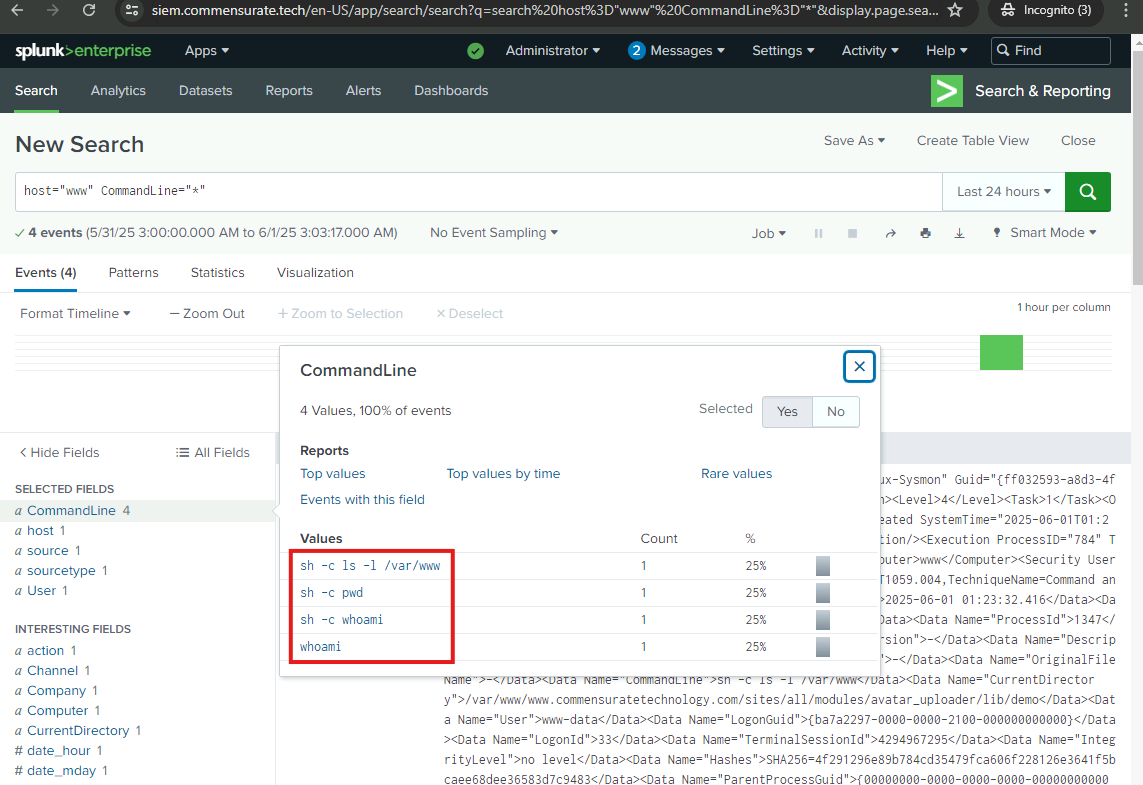 siem.commensurate.tech/en-US/app/search/search?q=search%20host%3D"www"%20CommandLine%3D"*"&display.page.sea... Incognito (3)
splunk>enterprise Apps Administrator 2 Messages Settings Activity Help Find
Search Analytics Datasets Reports Alerts Dashboards > Search & Reporting
New Search Save As Create Table View Close
host="www" CommandLine="*" Last 24 hours
✓ 4 events (5/31/25 3:00:00.000 AM to 6/1/25 3:03:17.000 AM) No Event Sampling Job Smart Mode
Events (4) Patterns Statistics Visualization
Format Timeline — Zoom Out + Zoom to Selection × Deselect 1 hour per column
CommandLine ×
4 Values, 100% of events Selected Yes No
Reports
Top values Top values by time Rare values
Events with this field
Values Count %
sh -c ls -l /var/www 1 25%
sh -c pwd 1 25%
sh -c whoami 1 25%
whoami 1 25%
< Hide Fields All Fields
SELECTED FIELDS
a CommandLine 4
a host 1
a source 1
a sourcetype 1
a User 1
INTERESTING FIELDS
a action 1
a Channel 1
a Company 1
a Computer 1
a CurrentDirectory 1
# date_hour 1
# date_mday 1
ux-Sysmon" Guid="{ff032593-a8d3-4f
n><Level>4</Level><Task>1</Task><O
eated SystemTime="2025-06-01T01:2
tion/><Execution ProcessID="784" T
puter>www</Computer><Security User
T1059.004,TechniqueName=Command an
>2025-06-01 01:23:32.416</Data><Da
Data><Data Name="ProcessId">1347</
ersion">-</Data><Data Name="Descrip
">-</Data><Data Name="OriginalFile
Name">-</Data><Data Name="CommandLine">sh -c ls -l /var/www</Data><Data Name="CurrentDirector
y">/var/www/www.commensuratetechnology.com/sites/all/modules/avatar_uploader/lib/demo</Data><Dat
a Name="User">www-data</Data><Data Name="LogonGuid">{ba7a2297-0000-0000-2100-000000000000}</Data
><Data Name="LogonId">33</Data><Data Name="TerminalSessionId">4294967295</Data><Data Name="Integ
rityLevel">no level</Data><Data Name="Hashes">SHA256=4f291296e89b784cd35479fca606f228126e3641f5b
caee68dee36583d7c9483</Data><Data Name="ParentProcessGuid">{00000000-0000-0000-0000-000000000000